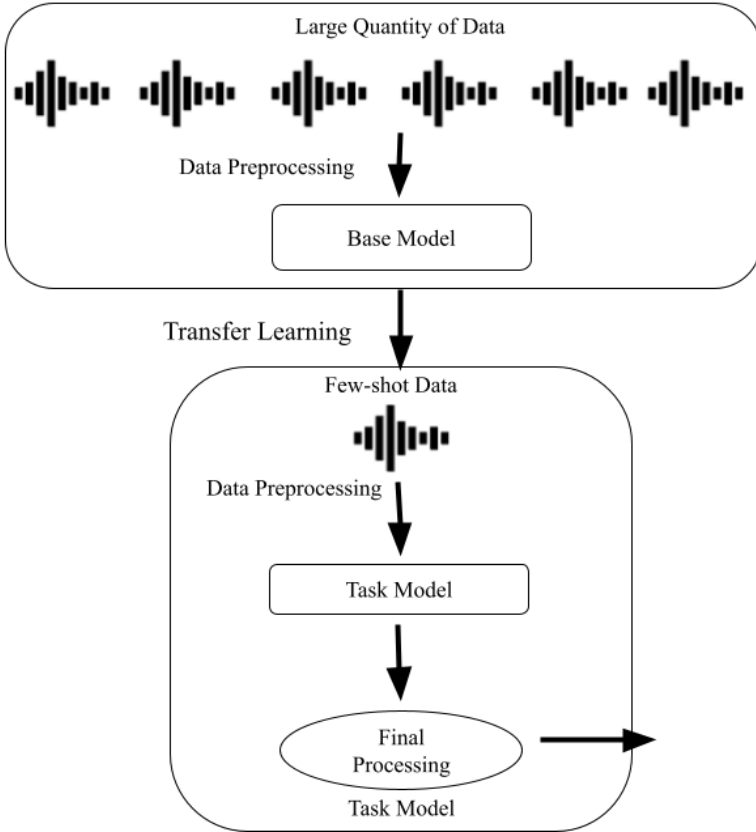 Large Quantity of Data
Data Preprocessing
Base Model
Transfer Learning
Few-shot Data
Data Preprocessing
Task Model
Final
Processing
Task Model